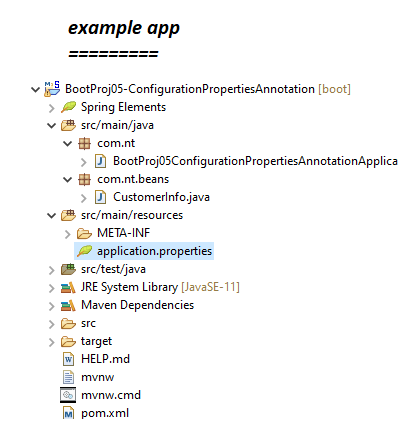 example app
=========
BootProj05-ConfigurationPropertiesAnnotation [boot]
Spring Elements
src/main/java
com.nt
BootProj05ConfigurationPropertiesAnnotationApplica
com.nt.beans
CustomerInfo.java
src/main/resources
META-INF
application.properties
src/test/java
JRE System Library [JavaSE-11]
Maven Dependencies
src
target
HELP.md
mvnw
mvnw.cmd
pom.xml